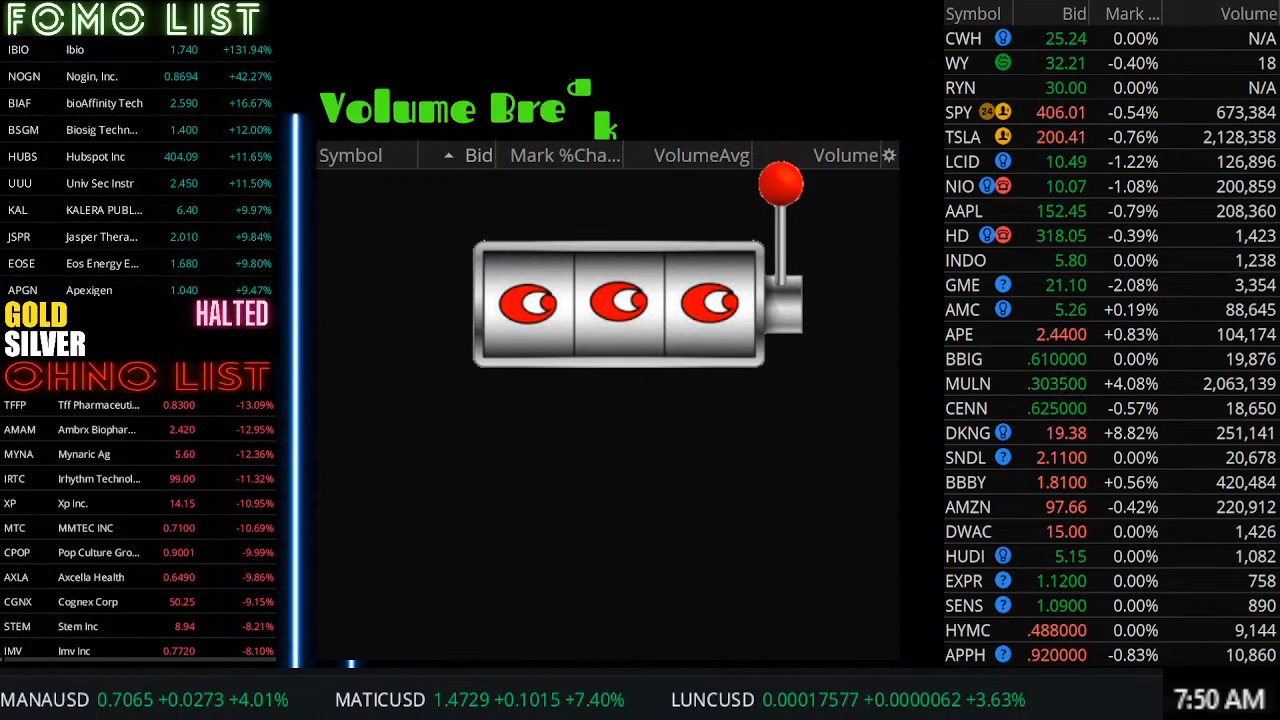 FOMO LIST
IBIO Ibio 1.740 +131.94%
NOGN Nogin, Inc. 0.8694 +42.27%
BIAF bioAffinity Tech 2.590 +16.67%
BSGM Biosig Techn... 1.400 +12.00%
HUBS Hubspot Inc 404.09 +11.65%
UUU Univ Sec Instr 2.450 +11.50%
KAL KALERA PUBL... 6.40 +9.97%
JSPR Jasper Thera... 2.010 +9.84%
EOSE Eos Energy E... 1.680 +9.80%
APGN Apexigen 1.040 +9.47%
GOLD HALTED
SILVER
OHNO LIST
TFFP Tff Pharmaceuti... 0.8300 -13.09%
AMAM Ambrx Biophar... 2.420 -12.95%
MYNA Mynaric Ag 5.60 -12.36%
IRTC Irhythm Technol... 99.00 -11.32%
XP Xp Inc. 14.15 -10.95%
MTC MMTEC INC 0.7100 -10.69%
CPOP Pop Culture Gro... 0.9001 -9.99%
AXLA Axcella Health 0.6490 -9.86%
CGNX Cognex Corp 50.25 -9.15%
STEM Stem Inc 8.94 -8.21%
IMV Imv Inc 0.7720 -8.10%
Volume Break
Symbol Bid Mark %Cha... VolumeAvg Volume
Symbol Bid Mark ... Volume
CWH 25.24 0.00% N/A
WY 32.21 -0.40% 18
RYN 30.00 0.00% N/A
SPY 24 406.01 -0.54% 673,384
TSLA 200.41 -0.76% 2,128,358
LCID 10.49 -1.22% 126,896
NIO 10.07 -1.08% 200,859
AAPL 152.45 -0.79% 208,360
HD 318.05 -0.39% 1,423
INDO 5.80 0.00% 1,238
GME ? 21.10 -2.08% 3,354
AMC 5.26 +0.19% 88,645
APE 2.4400 +0.83% 104,174
BBIG .610000 0.00% 19,876
MULN .303500 +4.08% 2,063,139
CENN .625000 -0.57% 18,650
DKNG 19.38 +8.82% 251,141
SNDL ? 2.1100 0.00% 20,678
BBBY 1.8100 +0.56% 420,484
AMZN 97.66 -0.42% 220,912
DWAC 15.00 0.00% 1,426
HUDI 5.15 0.00% 1,082
EXPR ? 1.1200 0.00% 758
SENS ? 1.0900 0.00% 890
HYMC .488000 0.00% 9,144
APPH ? .920000 -0.83% 10,860
MANAUSD 0.7065 +0.0273 +4.01% MATICUSD 1.4729 +0.1015 +7.40% LUNCUSD 0.00017577 +0.0000062 +3.63% 7:50 AM